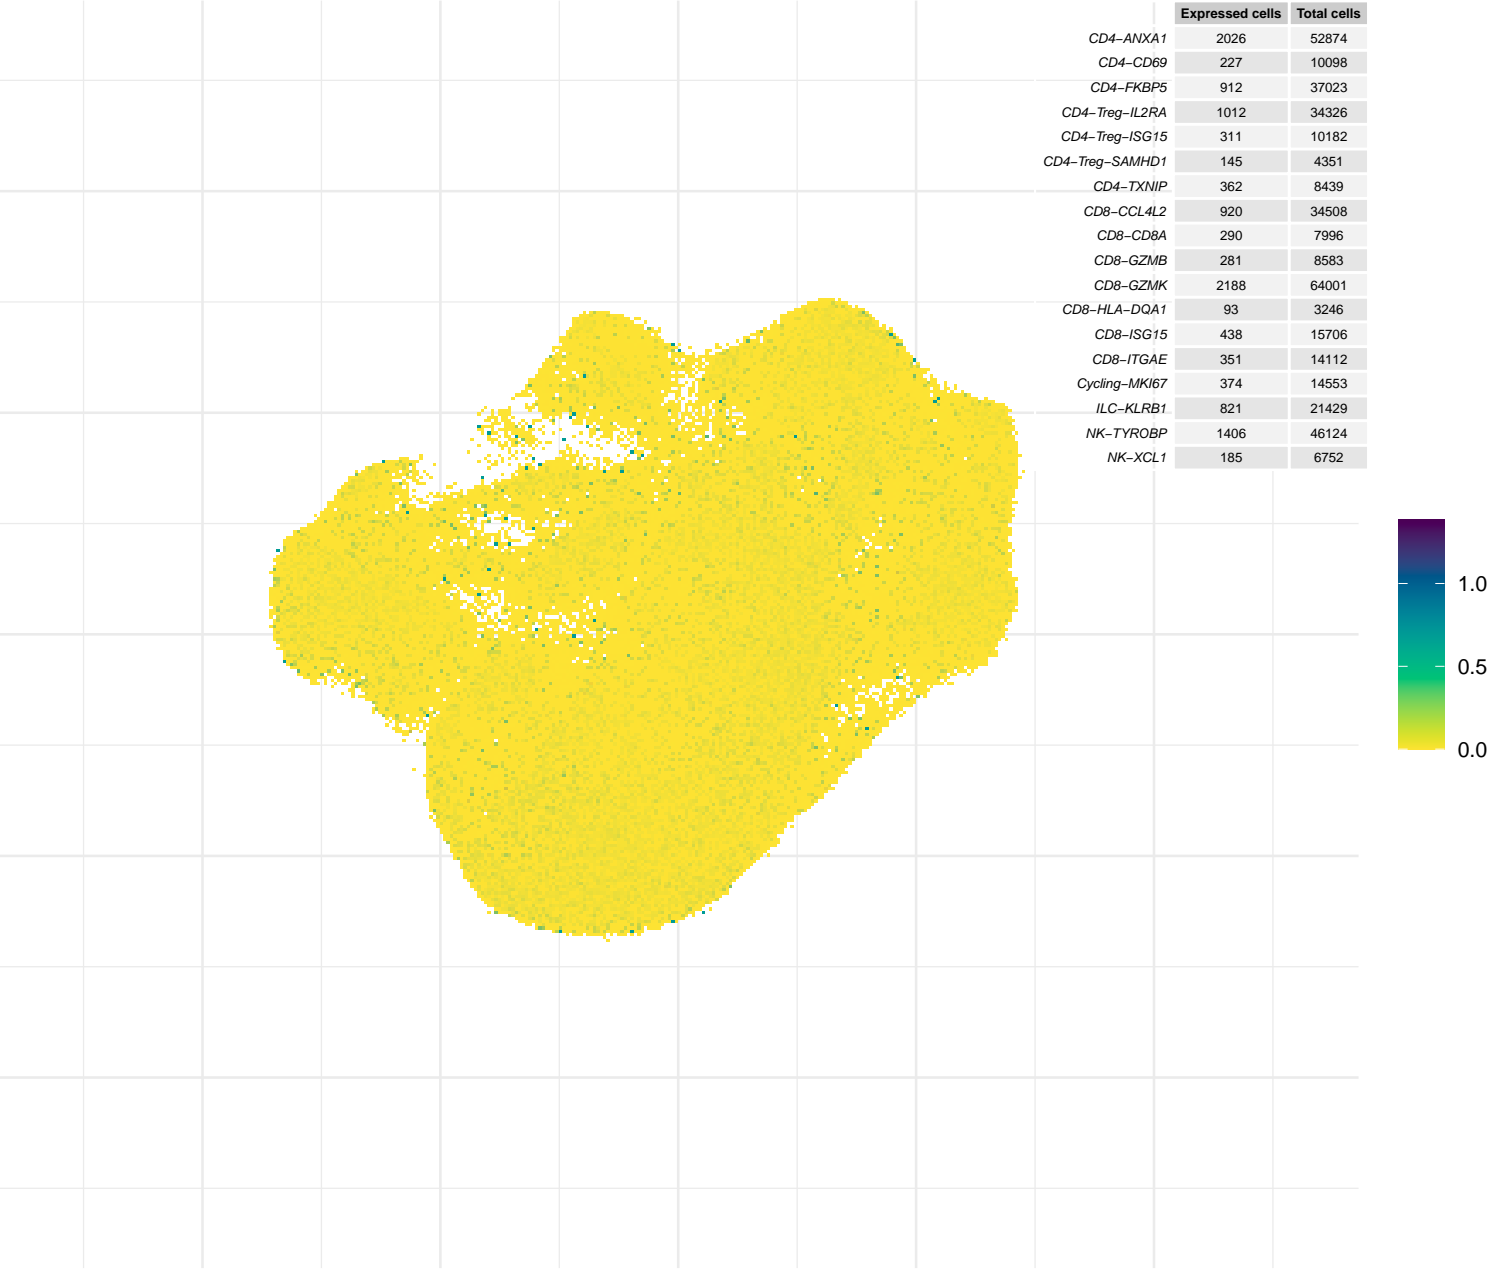 Expressed cells Total cells
CD4−ANXA1 2026 52874
CD4−CD69 227 10098
CD4−FKBP5 912 37023
CD4−Treg−IL2RA 1012 34326
CD4−Treg−ISG15 311 10182
CD4−Treg−SAMHD1 145 4351
CD4−TXNIP 362 8439
CD8−CCL4L2 920 34508
CD8−CD8A 290 7996
CD8−GZMB 281 8583
CD8−GZMK 2188 64001
CD8−HLA−DQA1 93 3246
CD8−ISG15 438 15706
CD8−ITGAE 351 14112
Cycling−MKI67 374 14553
ILC−KLRB1 821 21429
NK−TYROBP 1406 46124
NK−XCL1 185 6752
1.0
0.5
0.0